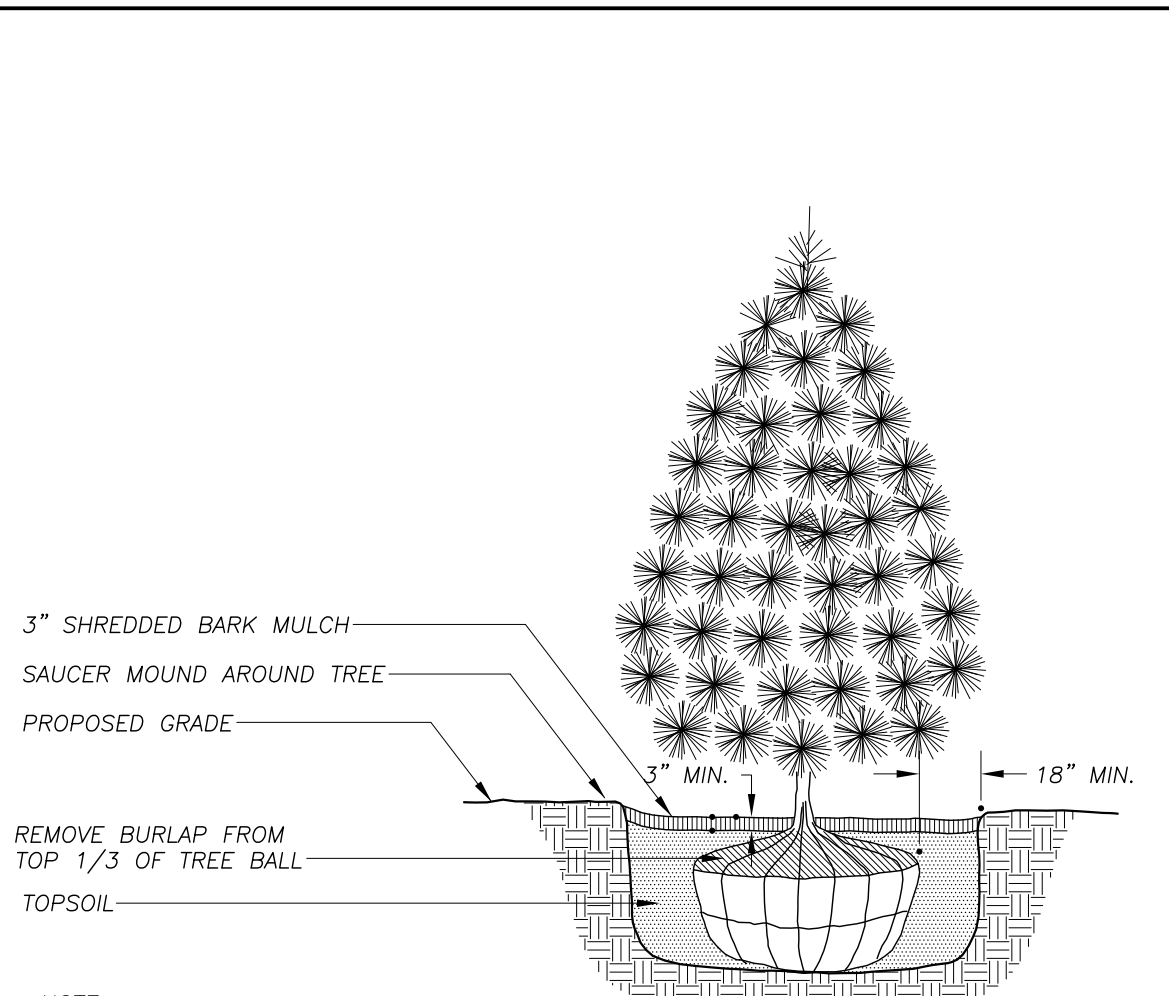 3” SHREDDED BARK MULCH
SAUCER MOUND AROUND TREE
PROPOSED GRADE
3” MIN.
18” MIN.
REMOVE BURLAP FROM
TOP 1/3 OF TREE BALL
TOPSOIL